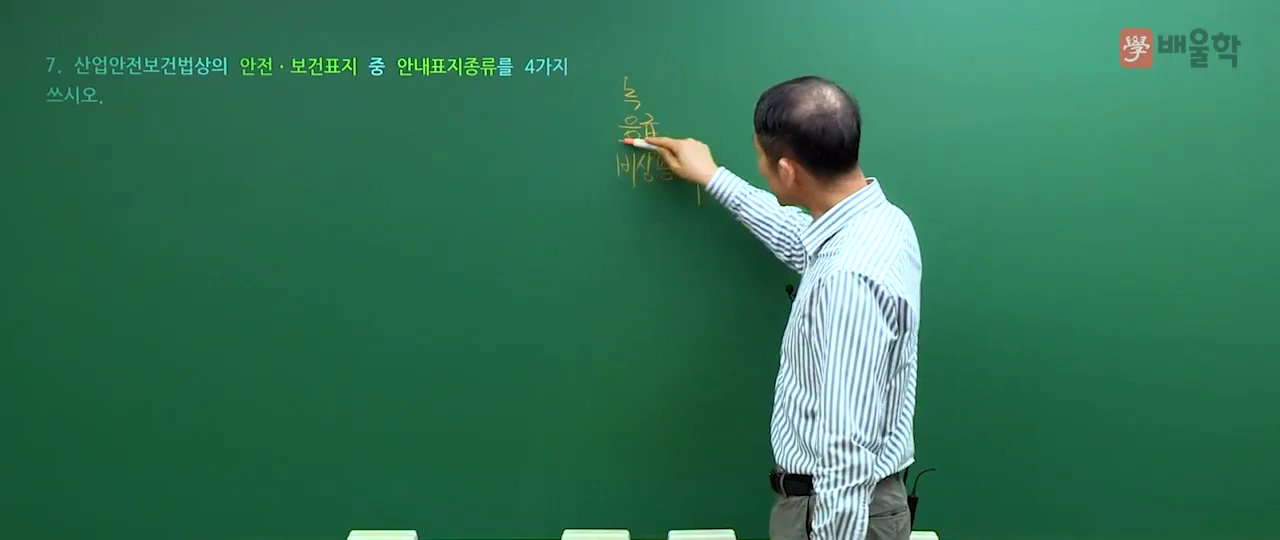 7. 산업안전보건법상의 안전·보건표지 중 안내표지종류를 4가지
쓰시오.
녹
응급
비상용
學 배울학